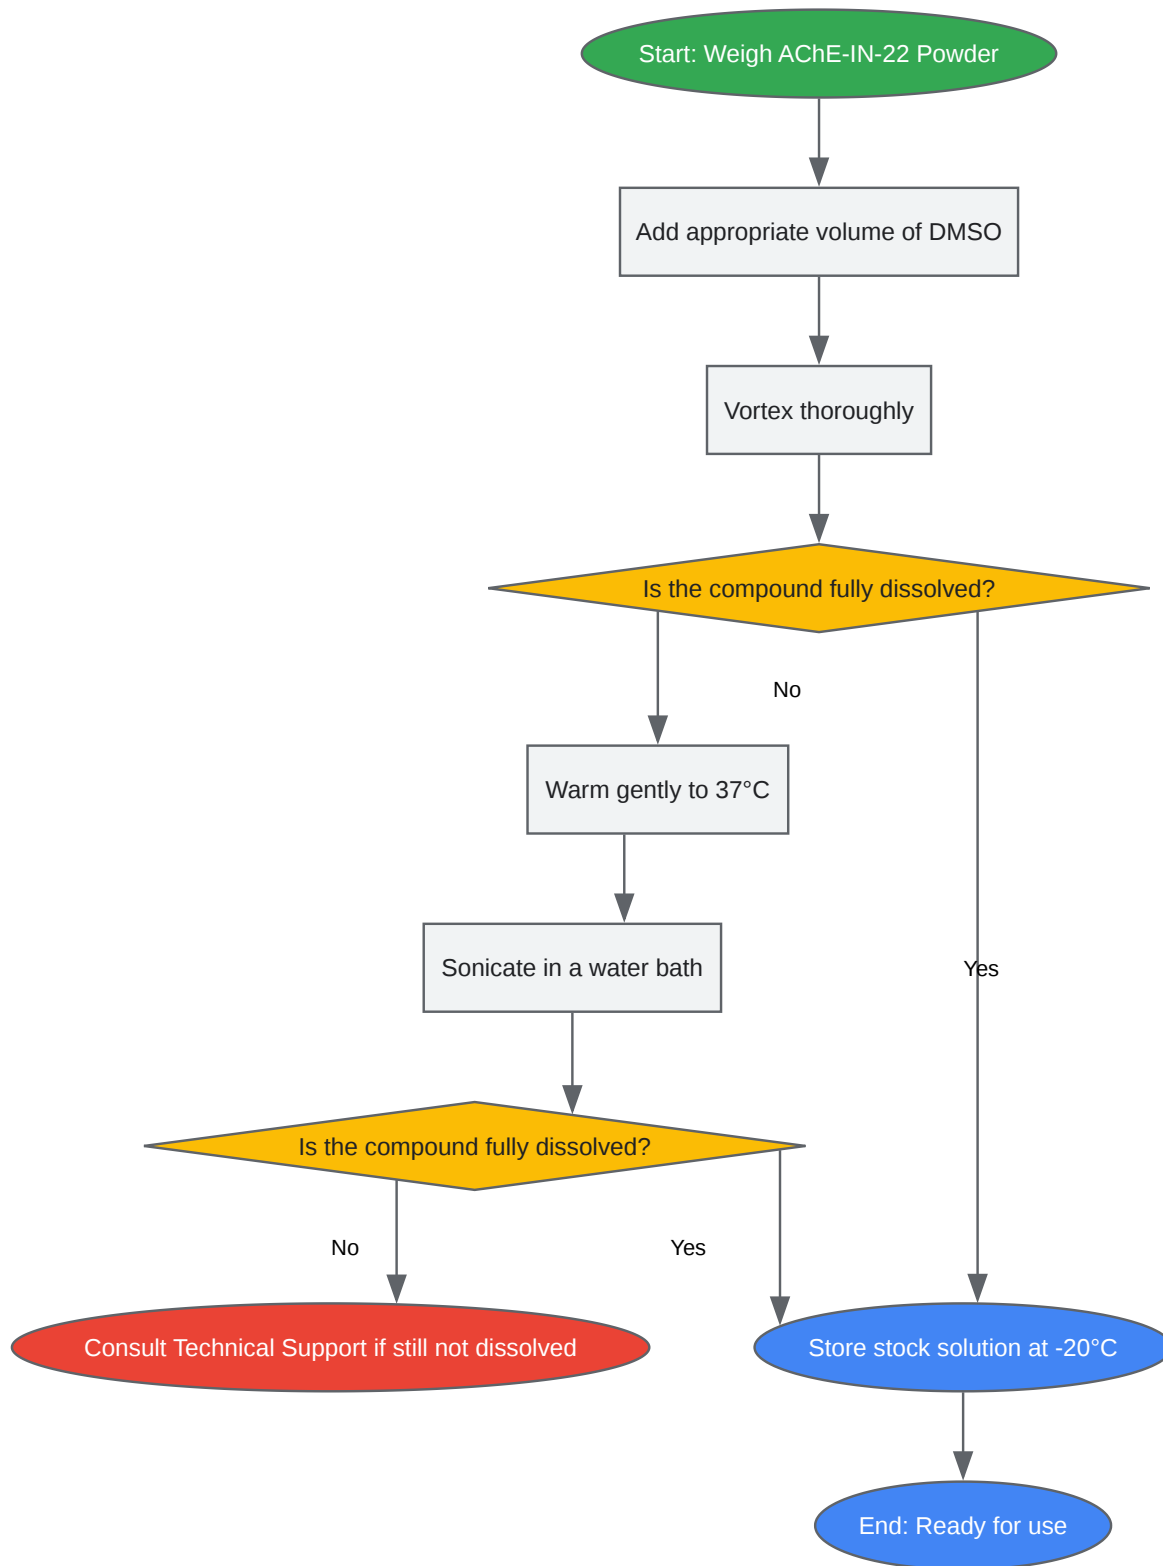 Start: Weigh AChE-IN-22 Powder
Add appropriate volume of DMSO
Vortex thoroughly
Is the compound fully dissolved?
No
Warm gently to 37°C
Sonicate in a water bath
Yes
Is the compound fully dissolved?
No
Yes
Consult Technical Support if still not dissolved
Store stock solution at -20°C
End: Ready for use